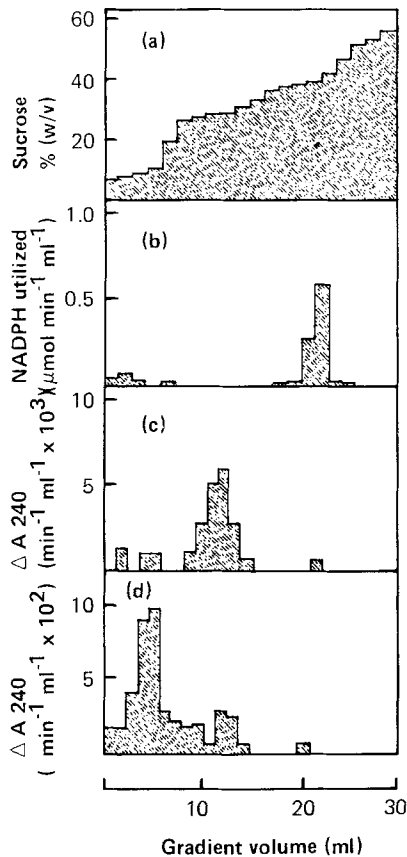 60
40
20
Sucrose
% (w/v)
(a)
1.0
0.5
NADPH utilized
(μmol min⁻¹ ml⁻¹)
(b)
10
5
△ A 240
(min⁻¹ ml⁻¹ x 10³)
(c)
10
5
△ A 240
( min⁻¹ ml⁻¹ x 10²)
(d)
10
20
30
Gradient volume (ml)